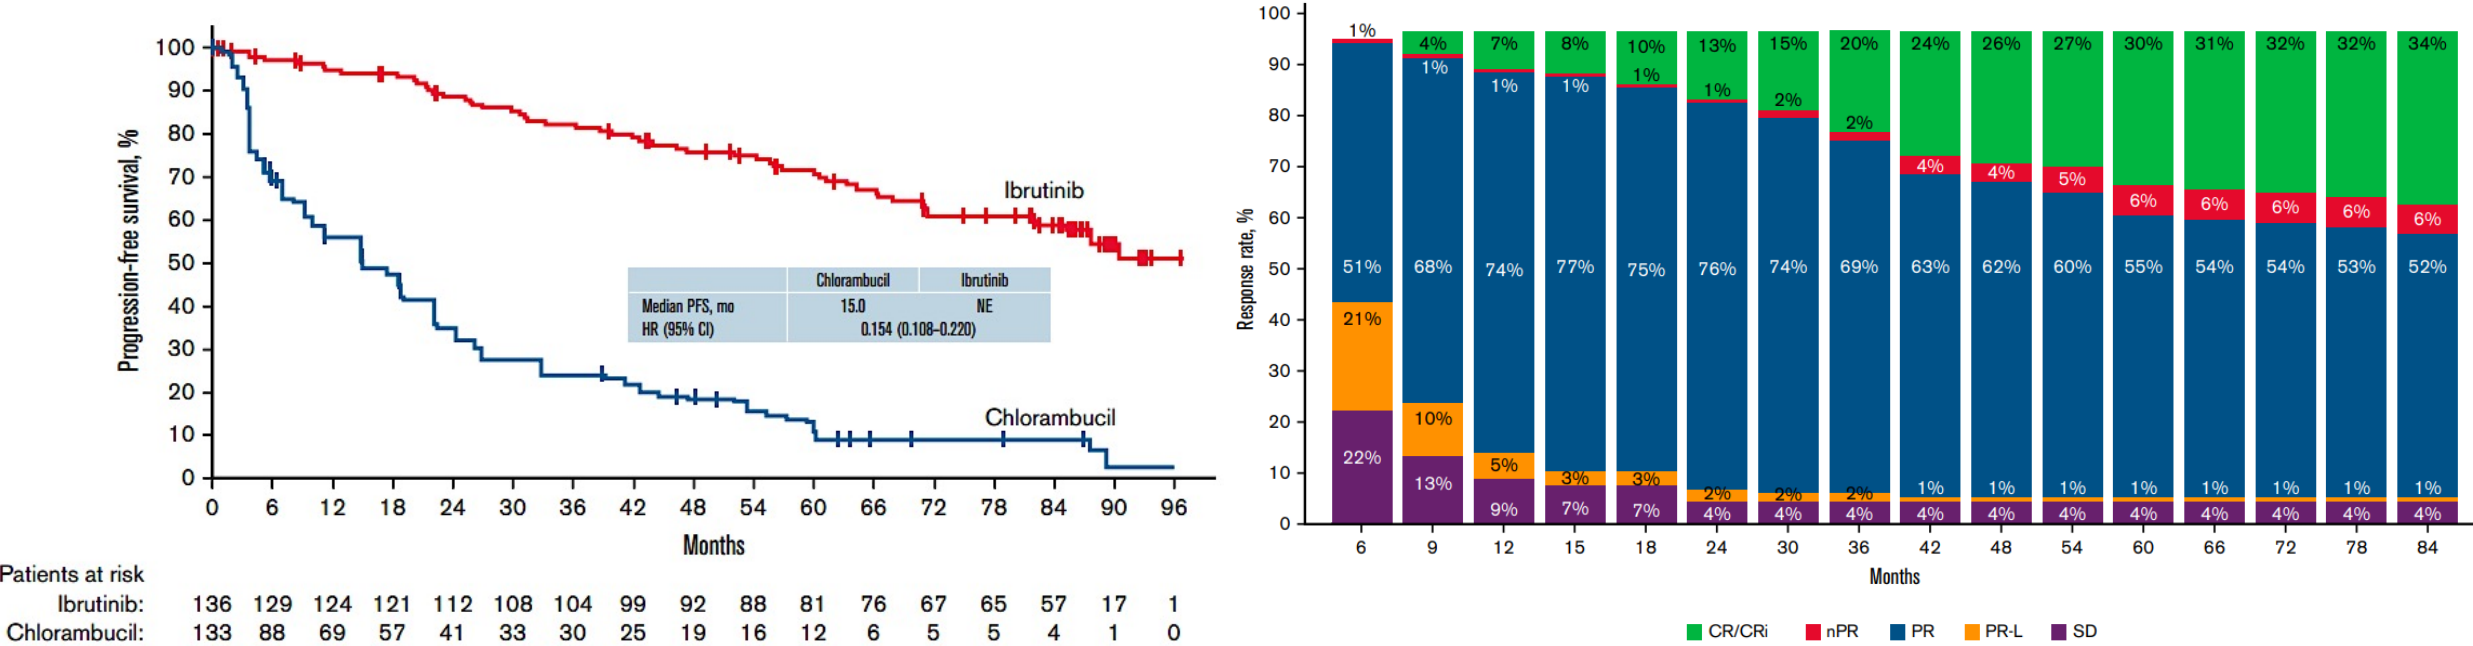 100
90
80
70
60
50
40
30
20
10
0
Progression-free survival, %
Ibrutinib
Chlorambucil
Chlorambucil Ibrutinib
Median PFS, mo 15.0 NE
HR (95% CI) 0.154 (0.108–0.220)
0 6 12 18 24 30 36 42 48 54 60 66 72 78 84 90 96
Months
Patients at risk
Ibrutinib: 136 129 124 121 112 108 104 99 92 88 81 76 67 65 57 17 1
Chlorambucil: 133 88 69 57 41 33 30 25 19 16 12 6 5 5 4 1 0
100
90
80
70
60
50
40
30
20
10
0
Response rate, %
1% 4% 7% 8% 10% 13% 15% 20% 24% 26% 27% 30% 31% 32% 32% 34%
1% 1% 1% 1% 1% 2% 2% 4% 4% 5% 6% 6% 6% 6% 6%
51% 68% 74% 77% 75% 76% 74% 69% 63% 62% 60% 55% 54% 54% 53% 52%
21% 10% 5% 3% 3% 2% 2% 2% 1% 1% 1% 1% 1% 1% 1% 1%
22% 13% 9% 7% 7% 4% 4% 4% 4% 4% 4% 4% 4% 4% 4% 4%
6 9 12 15 18 24 30 36 42 48 54 60 66 72 78 84
Months
CR/CRi nPR PR PR-L SD